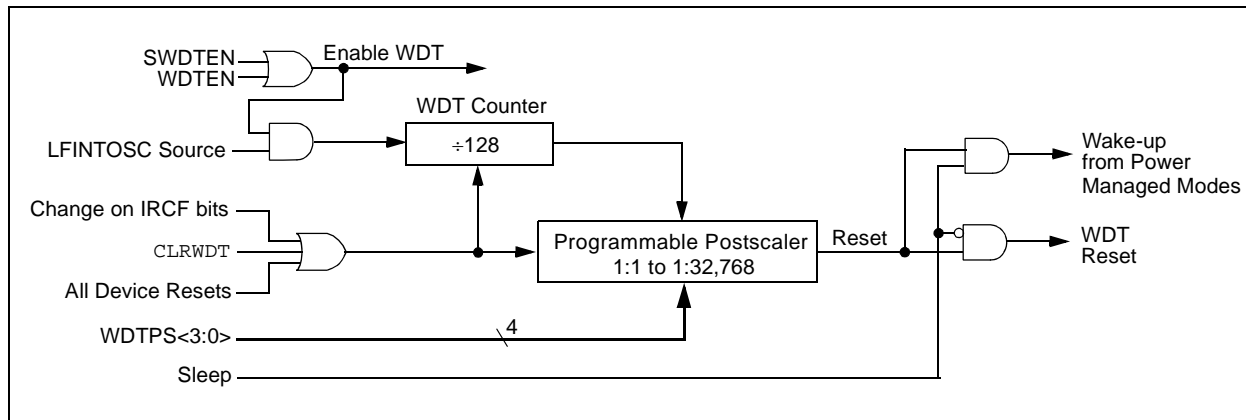 SWDTEN
WDTEN
Enable WDT
WDT Counter
÷128
LFINTOSC Source
Wake-up
from Power
Managed Modes
Change on IRCF bits
CLRWDT
All Device Resets
Programmable Postscaler
1:1 to 1:32,768
Reset
WDT
Reset
WDTPS<3:0>
4
Sleep